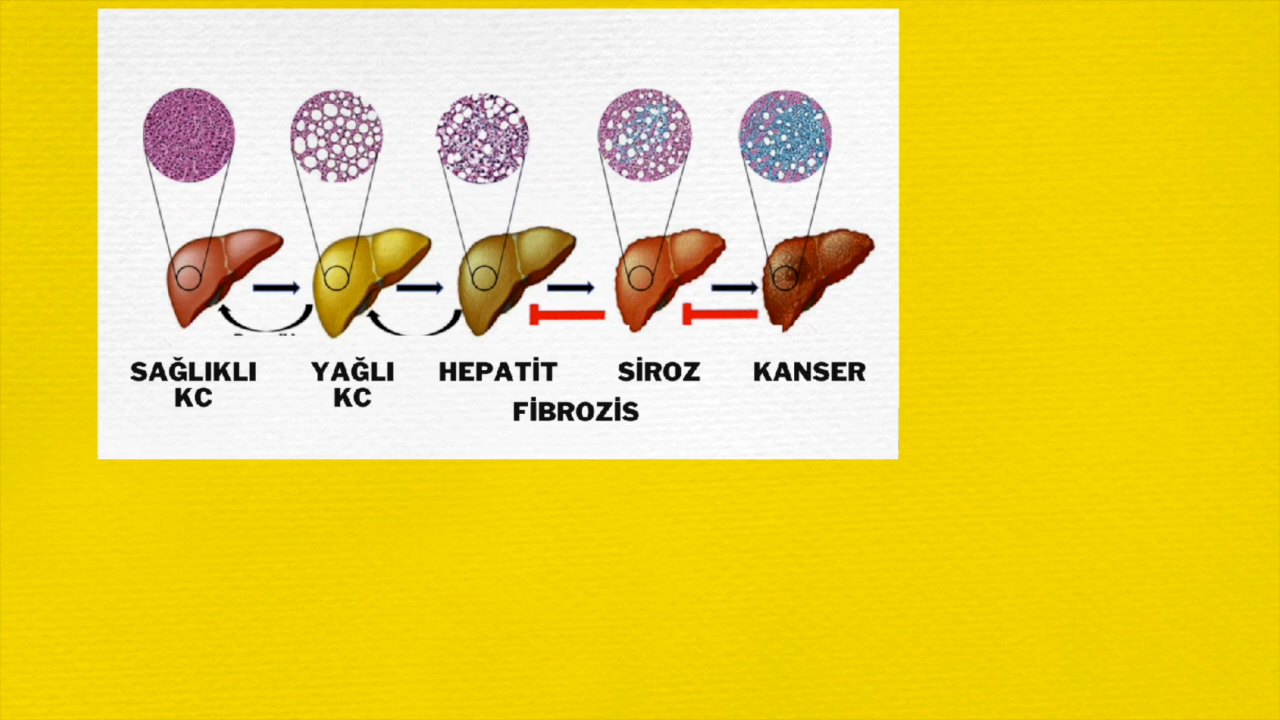 SAĞLIKLI KC
YAĞLI KC
HEPATİT
SİROZ
KANSER
FİBROZİS